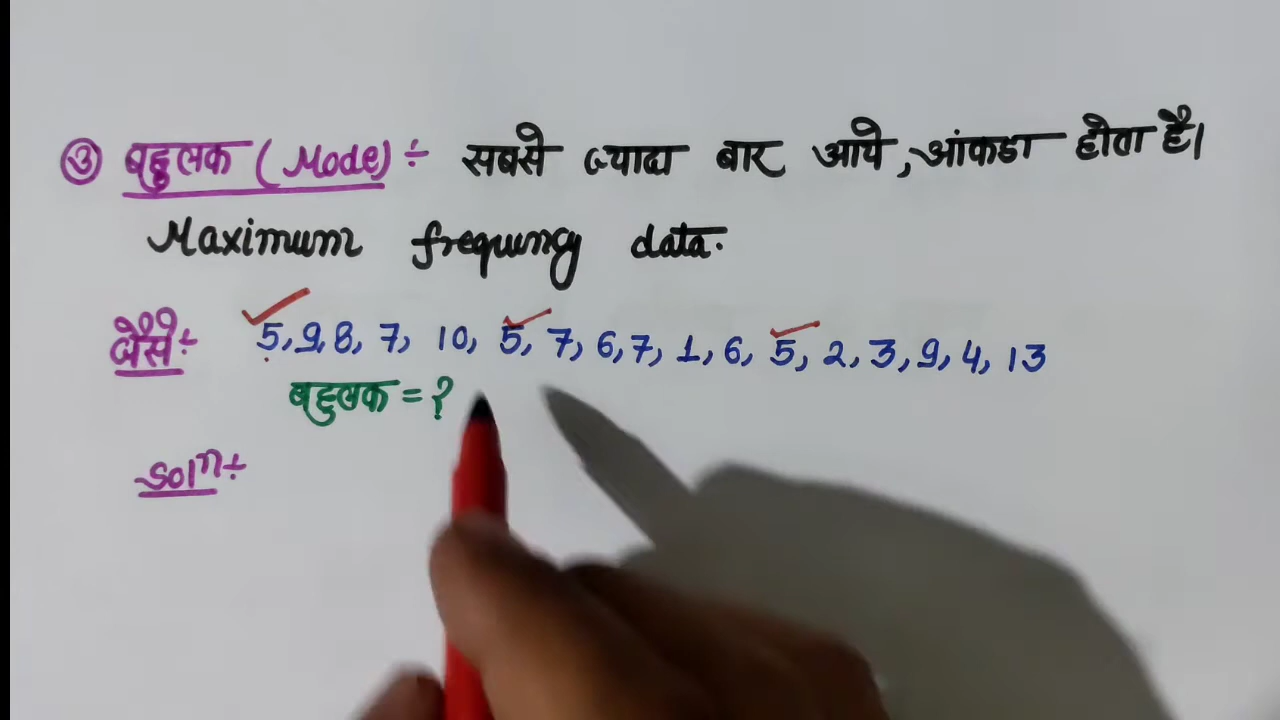 ③ बहुलक (Mode) ÷ सबसे ज्यादा बार आये, आंकडा होता है।
Maximum frequncy data.
जैसे÷ 5, 9, 8, 7, 10, 5, 7, 6, 7, 1, 6, 5, 2, 3, 9, 4, 13
बहुलक = ?
Solⁿ÷